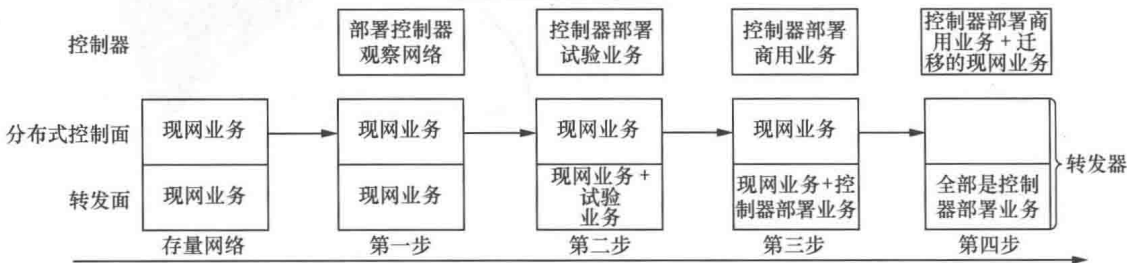 控制器
部署控制器
观察网络
控制器部署
试验业务
控制器部署
商用业务
控制器部署商
用业务+迁
移的现网业务
分布式控制面
现网业务
现网业务
现网业务
现网业务
转发面
现网业务
现网业务
现网业务+
试验
业务
现网业务+控
制器部署业务
全部是控制
器部署业务
转发器
存量网络
第一步
第二步
第三步
第四步